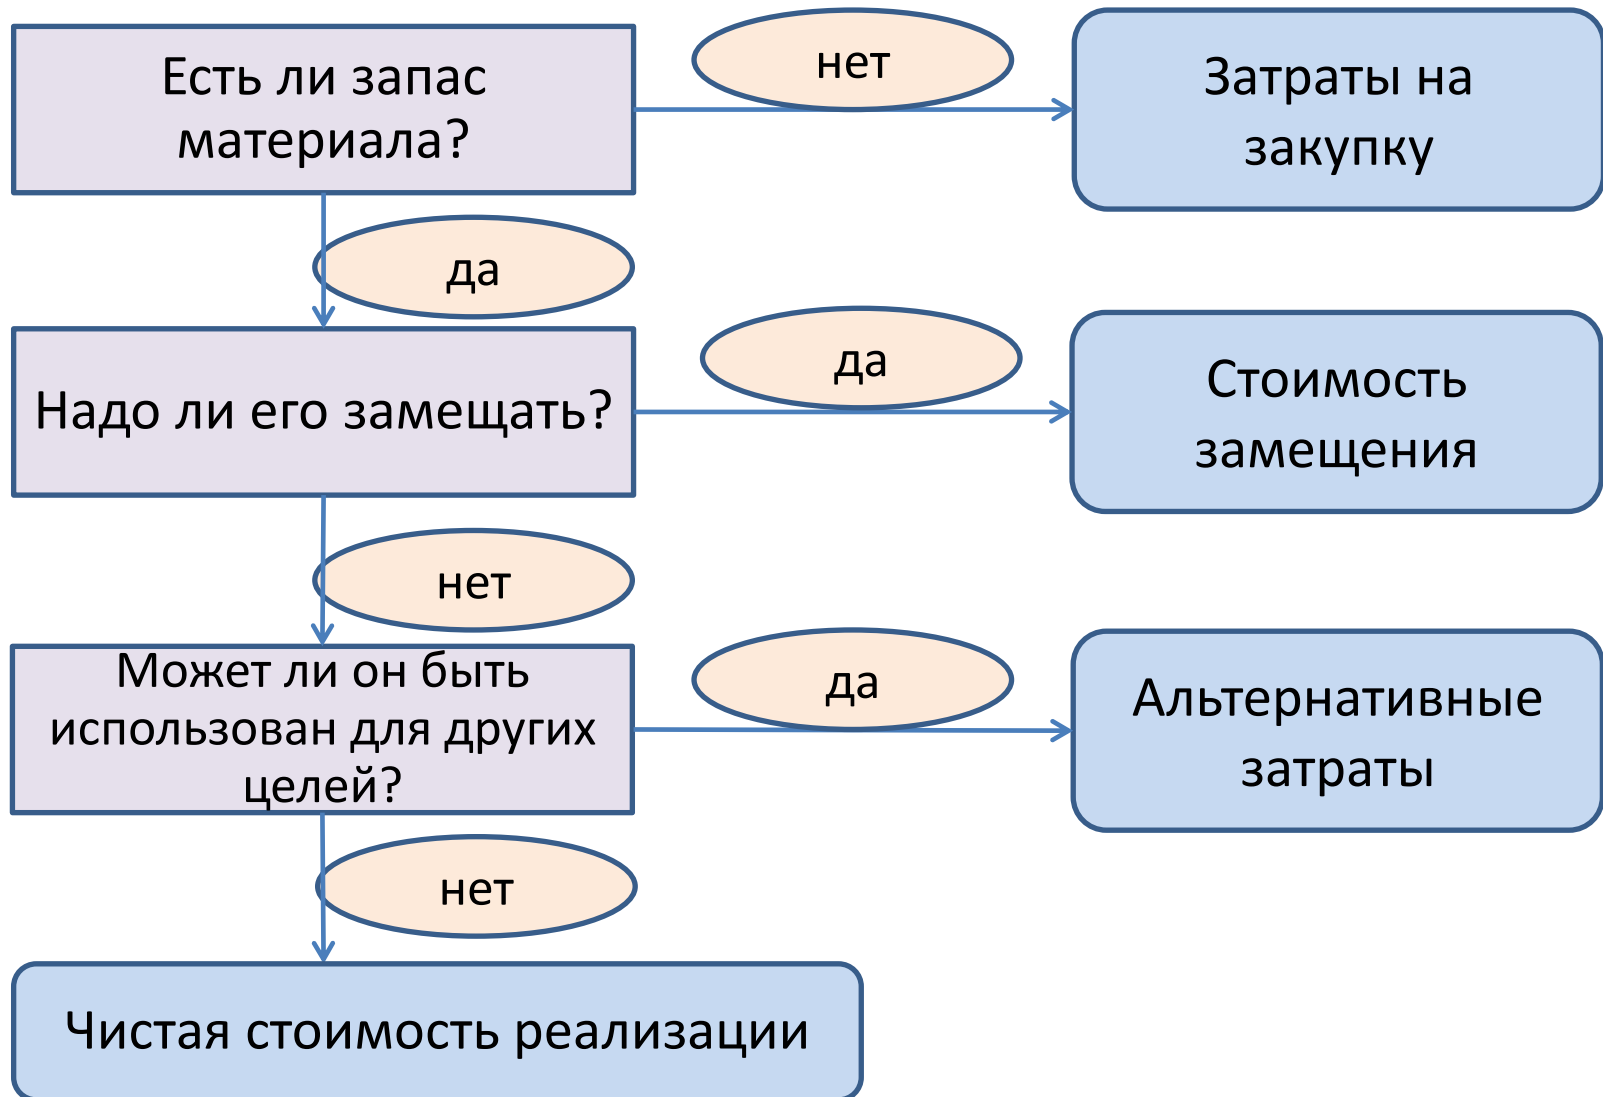 Есть ли запас
материала?
нет
Затраты на
закупку
да
Надо ли его замещать?
да
Стоимость
замещения
нет
Может ли он быть
использован для других
целей?
да
Альтернативные
затраты
нет
Чистая стоимость реализации